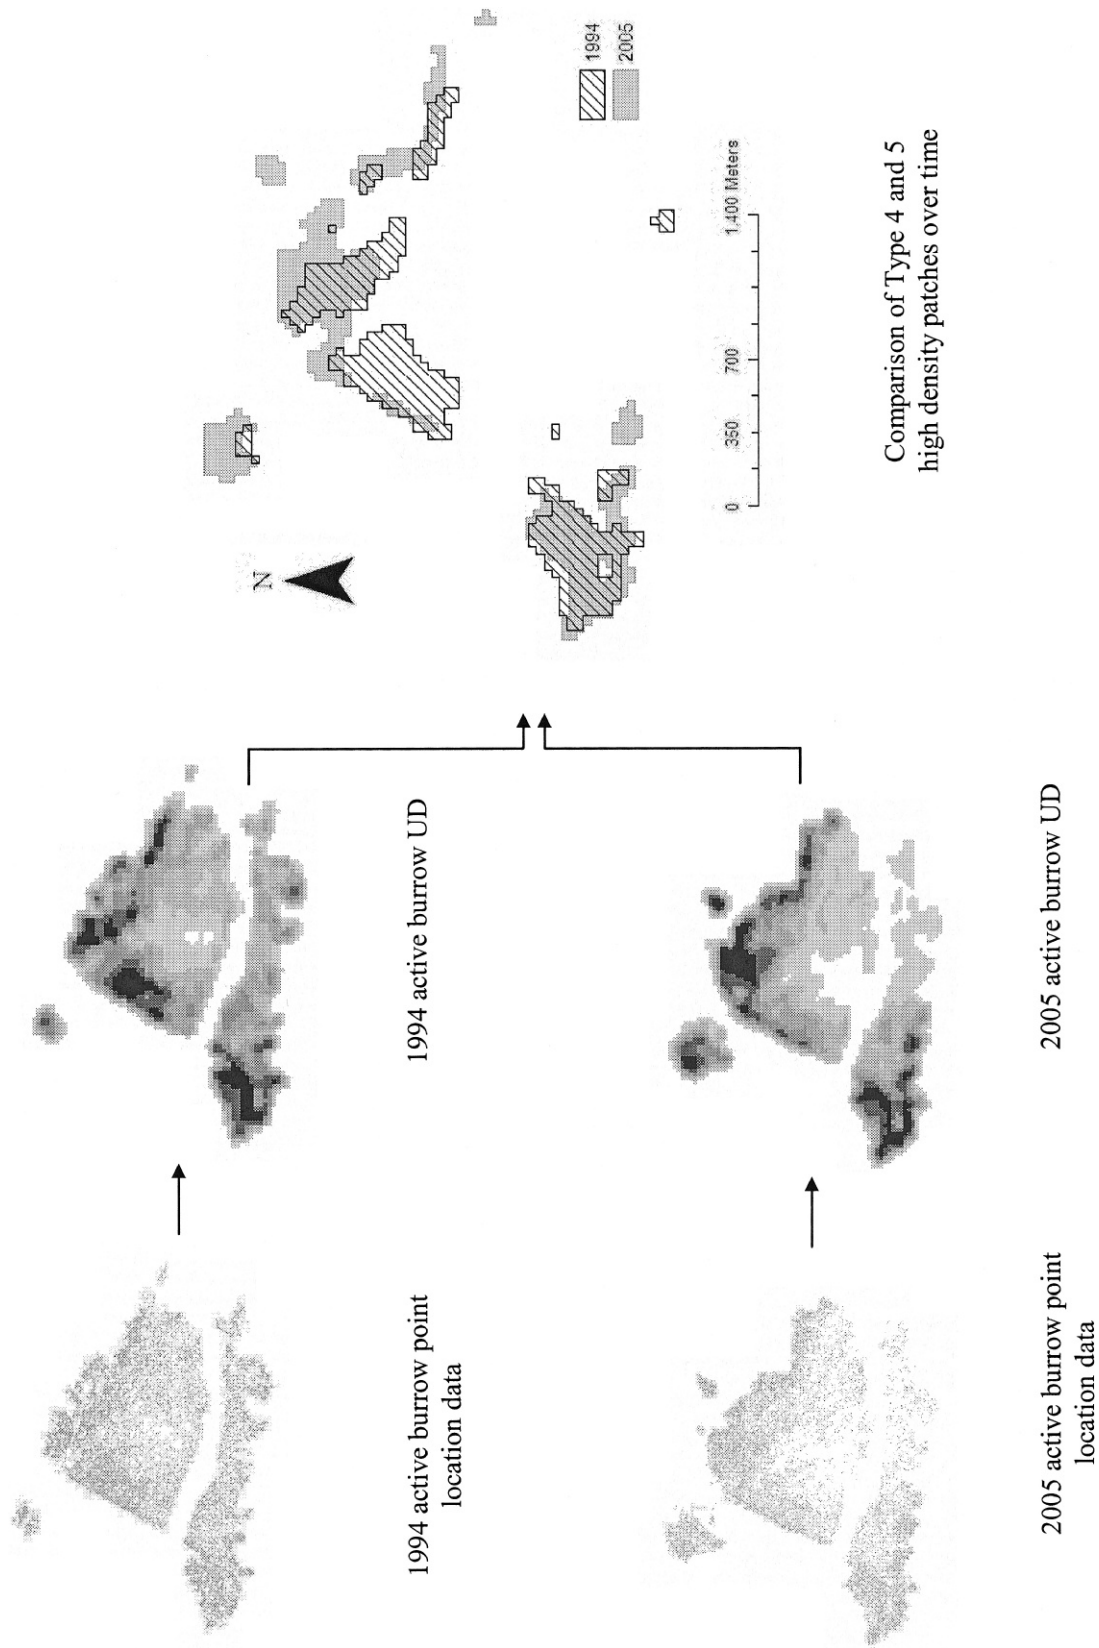 1994 active burrow point
location data
1994 active burrow UD
2005 active burrow point
location data
2005 active burrow UD
N
1994
2005
0 350 700 1,400 Meters
Comparison of Type 4 and 5
high density patches over time